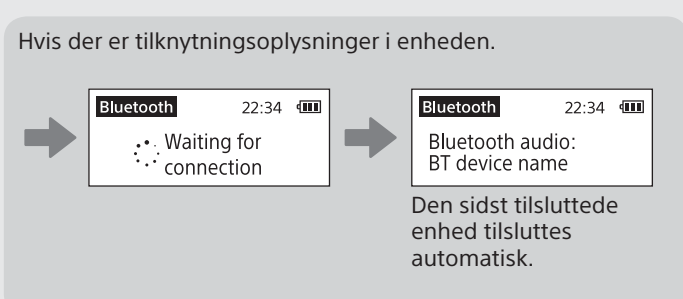 Hvis der er tilknytningsoplysninger i enheden.
Bluetooth 22:34
Waiting for
connection
Bluetooth 22:34
Bluetooth audio:
BT device name
Den sidst tilsluttede
enhed tilsluttes
automatisk.